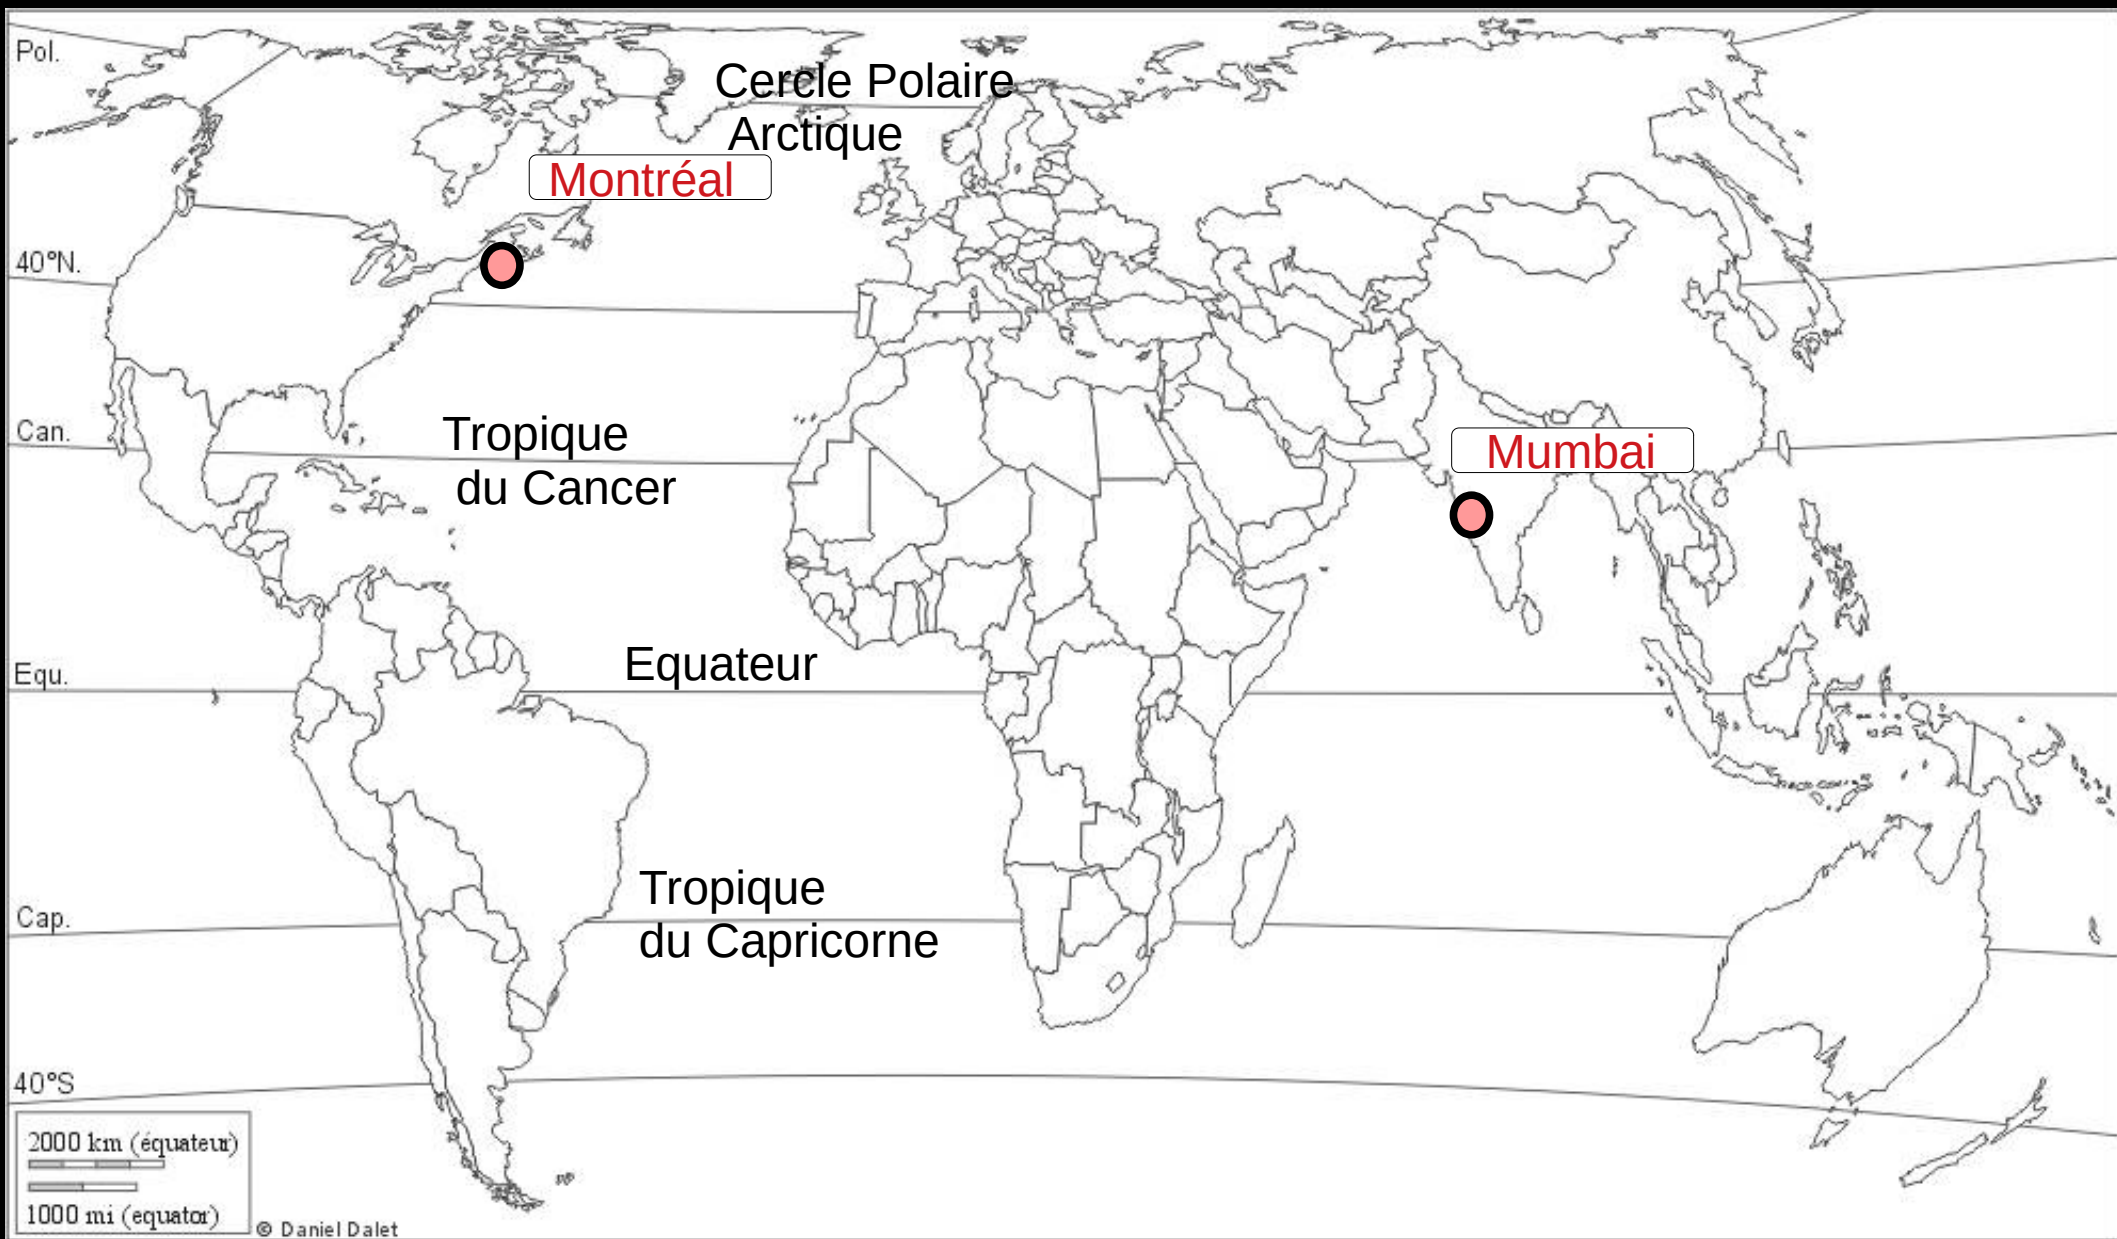 Pol.
Cercle Polaire
Arctique
Montréal
40°N.
Can.
Tropique
du Cancer
Mumbai
Equ.
Equateur
Cap.
Tropique
du Capricorne
40°S
2000 km (équateur)
1000 mi (equator)
© Daniel Dalet